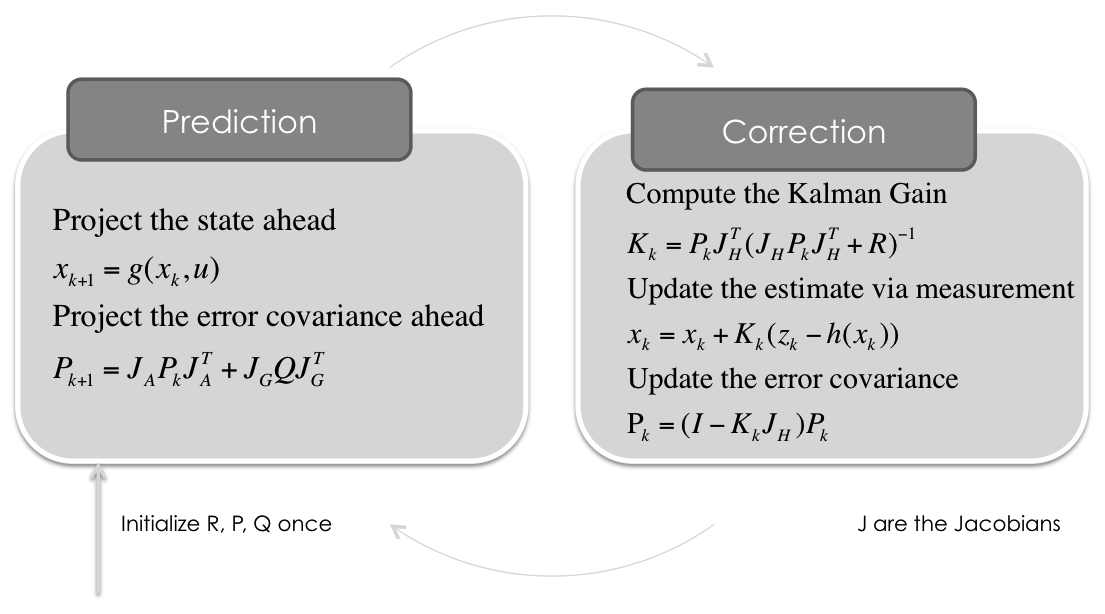 Prediction
Project the state ahead
x_{k+1} = g(x_k, u)
Project the error covariance ahead
P_{k+1} = J_A P_k J_A^T + J_G Q J_G^T
Initialize R, P, Q once
Correction
Compute the Kalman Gain
K_k = P_k J_H^T (J_H P_k J_H^T + R)^{-1}
Update the estimate via measurement
x_k = x_k + K_k (z_k − h(x_k))
Update the error covariance
P_k = (I − K_k J_H) P_k
J are the Jacobians